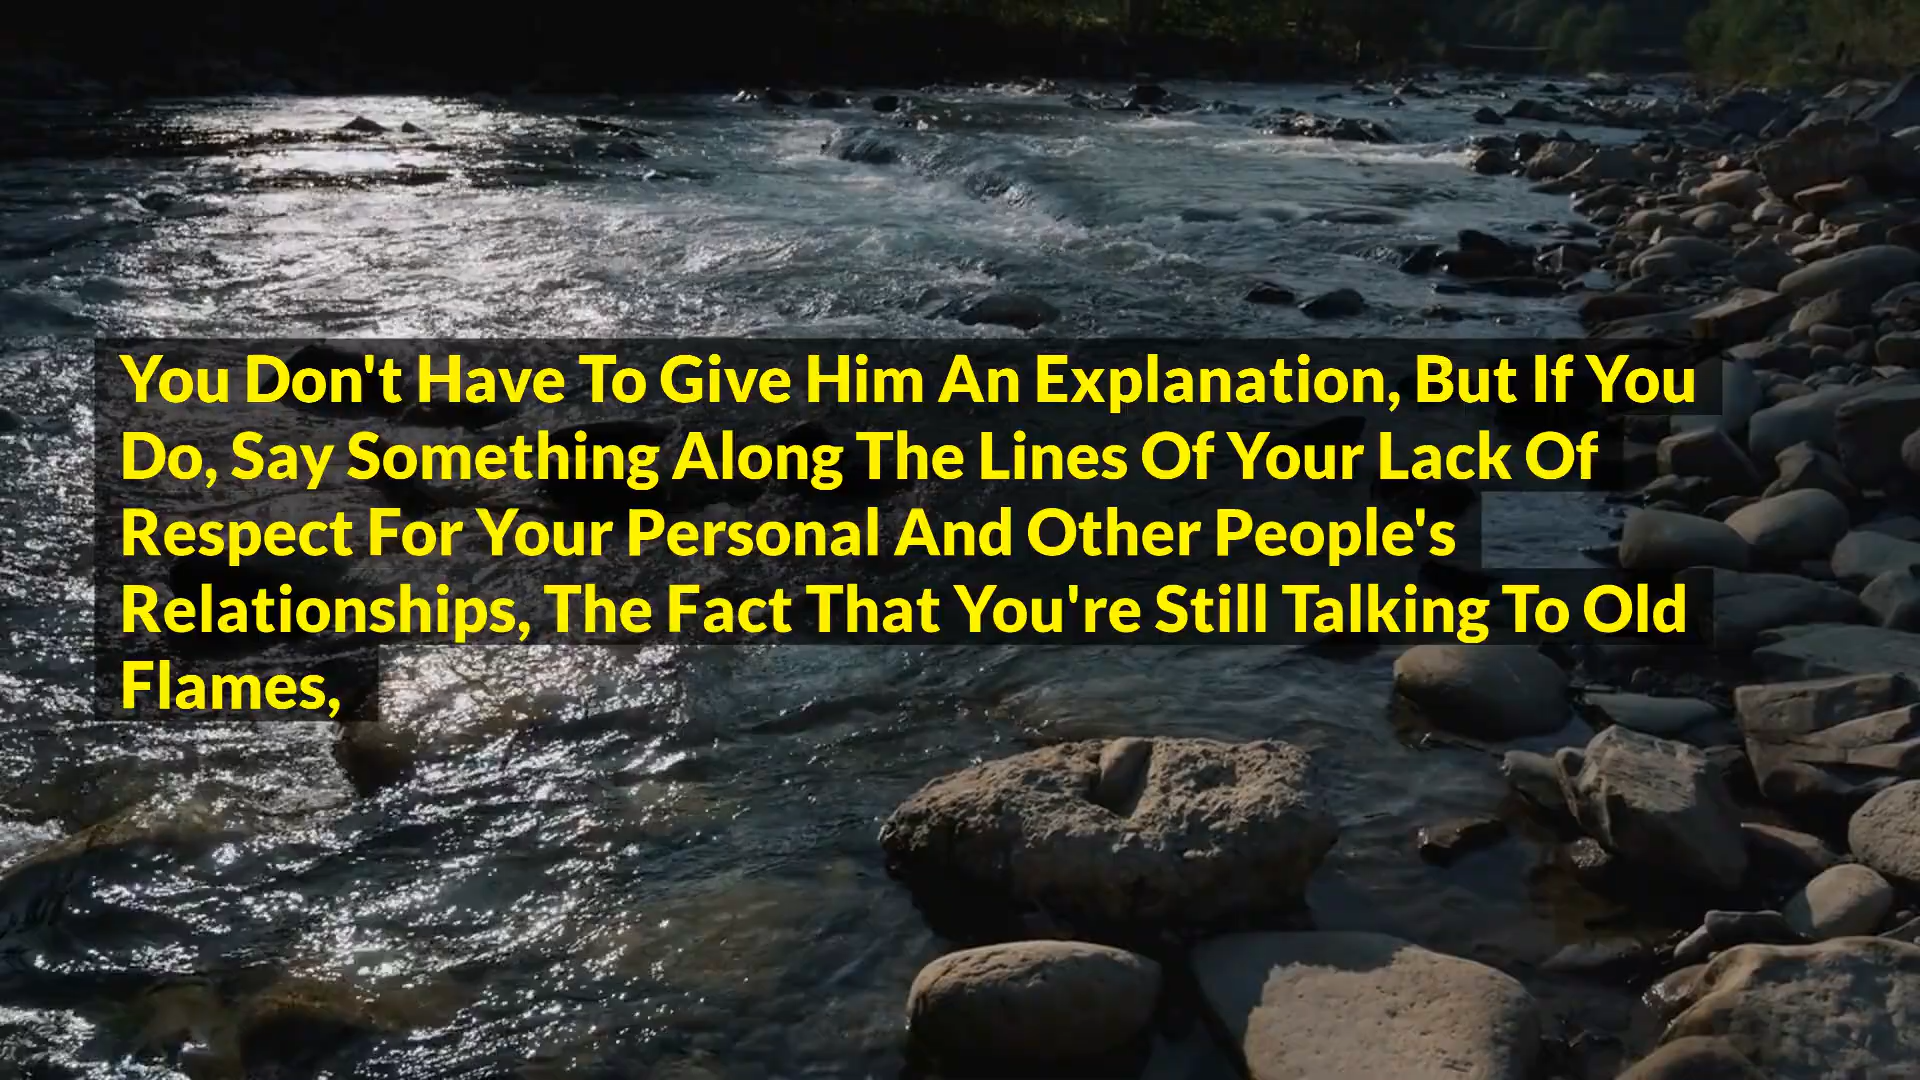 You Don't Have To Give Him An Explanation, But If You
Do, Say Something Along The Lines Of Your Lack Of
Respect For Your Personal And Other People's
Relationships, The Fact That You're Still Talking To Old
Flames,